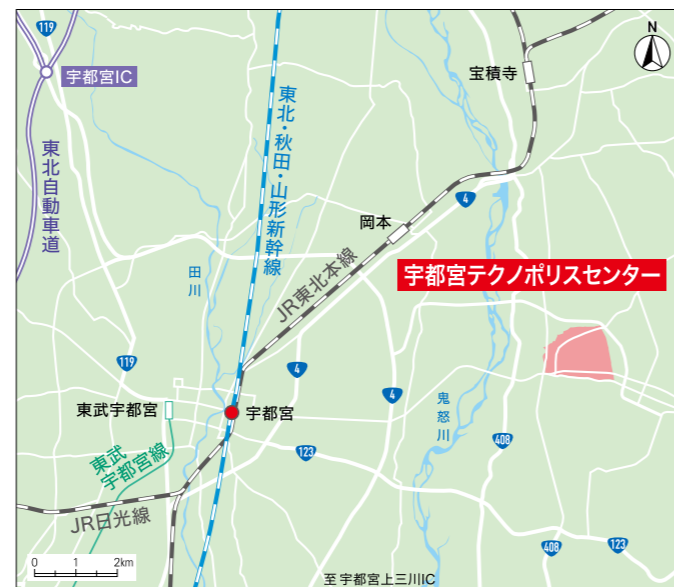 119
N
宇都宮IC
宝積寺
東北自動車道
東北・秋田・山形新幹線
4
岡本
田川
宇都宮テクノポリスセンター
JR東北本線
119
4
4
東武宇都宮
宇都宮
鬼怒川
408
123
東武
宇都宮線
JR日光線
408
123
0 1 2km
至宇都宮上三川IC